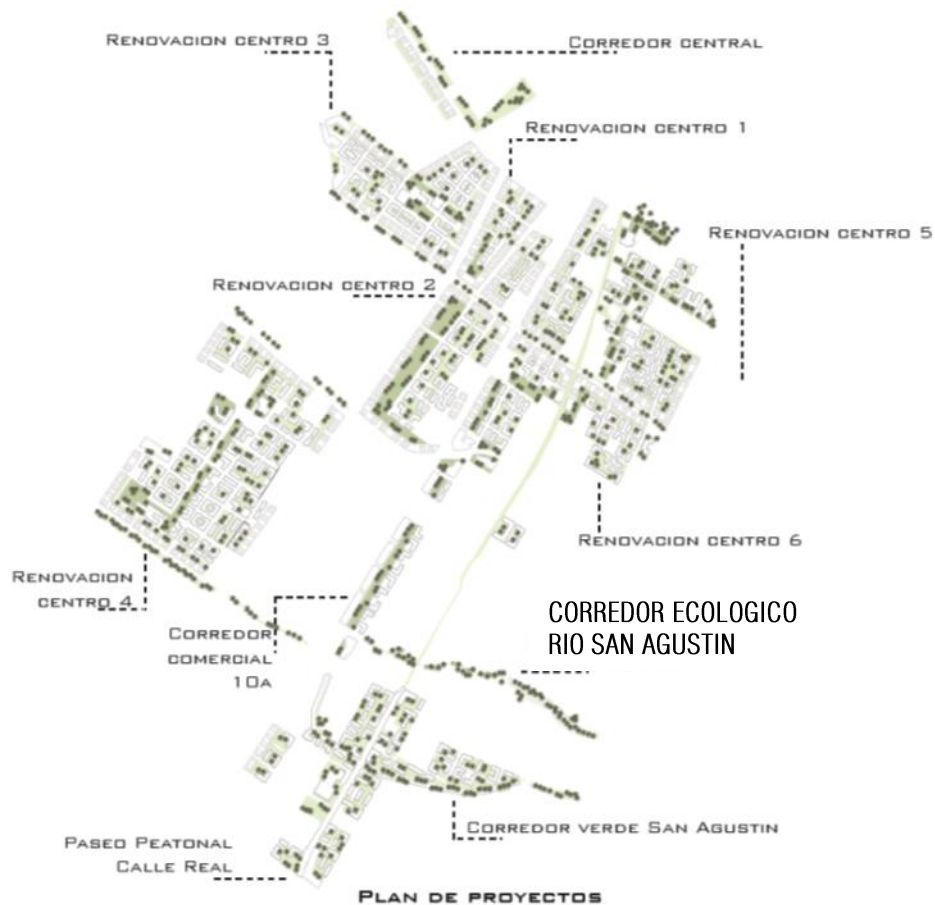 RENOVACION CENTRO 3
CORREDOR CENTRAL
RENOVACION CENTRO 1
RENOVACION CENTRO 5
RENOVACION CENTRO 2
RENOVACION CENTRO 6
RENOVACION
CENTRO 4
CORREDOR ECOLOGICO
RIO SAN AGUSTIN
CORREDOR
COMERCIAL
10A
CORREDOR VERDE SAN AGUSTIN
PASEO PEATONAL
CALLE REAL
PLAN DE PROYECTOS